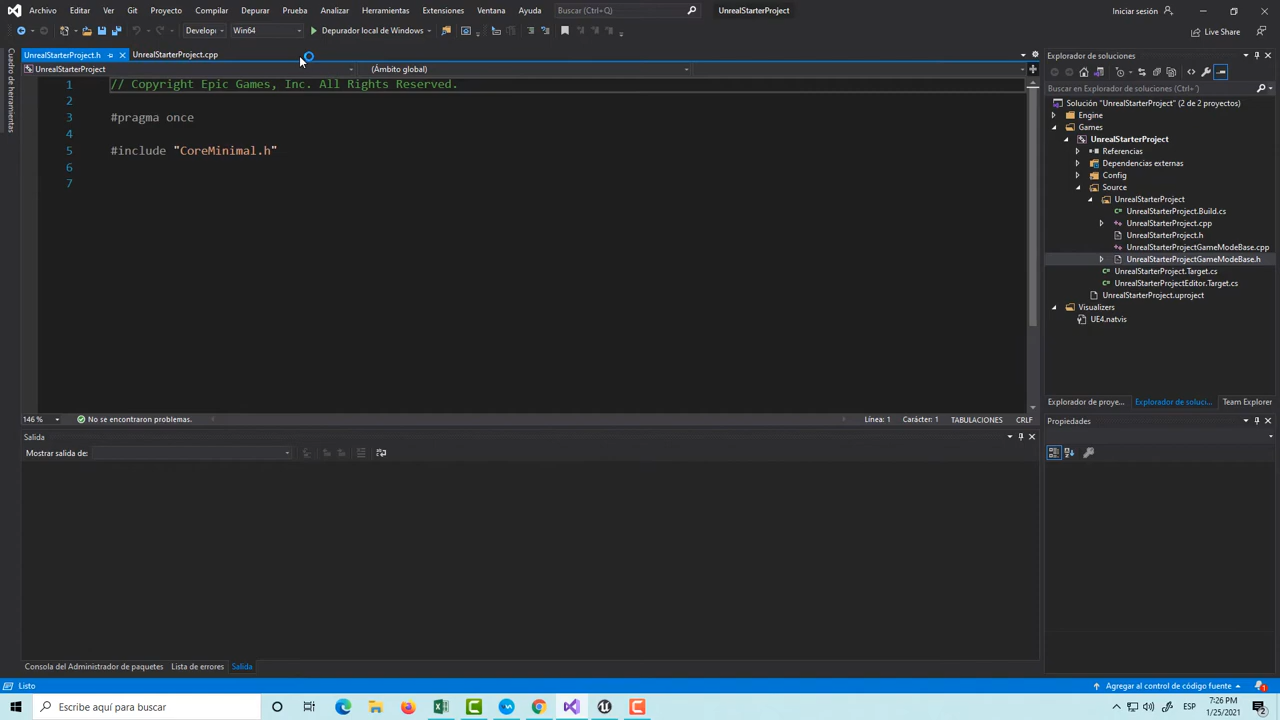 Archivo Editar Ver Git Proyecto Compilar Depurar Prueba Analizar Herramientas Extensiones Ventana Ayuda Buscar (Ctrl+Q) UnrealStarterProject Iniciar sesión
Develop Win64 Depurador local de Windows Live Share
Cuadro de herramientas
UnrealStarterProject.h UnrealStarterProject.cpp
UnrealStarterProject (Ámbito global)
1 // Copyright Epic Games, Inc. All Rights Reserved.
2
3 #pragma once
4
5 #include "CoreMinimal.h"
6
7
146 % No se encontraron problemas. Línea: 1 Carácter: 1 TABULACIONES CRLF
Salida
Mostrar salida de:
Consola del Administrador de paquetes Lista de errores Salida
Explorador de soluciones
Buscar en Explorador de soluciones (Ctrl+´)
Solución "UnrealStarterProject" (2 de 2 proyectos)
Engine
Games
UnrealStarterProject
Referencias
Dependencias externas
Config
Source
UnrealStarterProject
UnrealStarterProject.Build.cs
UnrealStarterProject.cpp
UnrealStarterProject.h
UnrealStarterProjectGameModeBase.cpp
UnrealStarterProjectGameModeBase.h
UnrealStarterProject.Target.cs
UnrealStarterProjectEditor.Target.cs
UnrealStarterProject.uproject
Visualizers
UE4.natvis
Explorador de proye... Explorador de soluci... Team Explorer
Propiedades
Listo Agregar al control de código fuente 1
Escribe aquí para buscar ESP 7:26 PM
1/25/2021 2